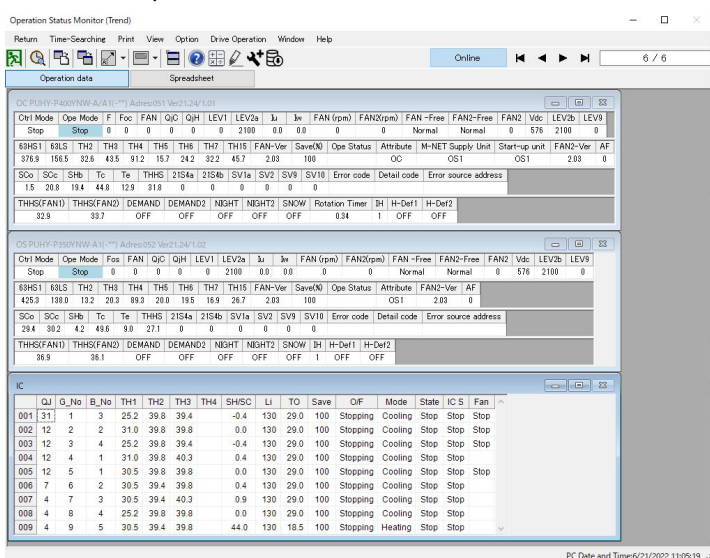 Operation Status Monitor (Trend)
Return Time-Searching Print View Option Drive Operation Window Help
Online 6 / 6
Operation data Spreadsheet
OC PUHY-P400YNW-A/A1(-**) Adres:051 Ver21.24/1.01
Ctrl Mode Ope Mode F Foc FAN QjC QjH LEV1 LEV2a Iu Iw FAN (rpm) FAN2(rpm) FAN -Free FAN2-Free FAN2 Vdc LEV2b LEV9
Stop Stop 0 0 0 0 0 0 2100 0.0 0.0 0 0 Normal Normal 0 576 2100 0
63HS1 63LS TH2 TH3 TH4 TH5 TH6 TH7 TH15 FAN-Ver Save(%) Ope Status Attribute M-NET Supply Unit Start-up unit FAN2-Ver AF
376.9 156.5 32.6 43.5 91.2 15.7 24.2 32.2 45.7 2.03 100 OC OS1 OS1 2.03 0
SCo SCc SHb Tc Te THHS 21S4a 21S4b SV1a SV2 SV9 SV10 Error code Detail code Error source address
1.5 20.8 19.4 44.8 12.9 31.8 0 0 0 0 0 0
THHS(FAN1) THHS(FAN2) DEMAND DEMAND2 NIGHT NIGHT2 SNOW Rotation Timer IH H-Def1 H-Def2
32.9 33.7 OFF OFF OFF OFF OFF 0.34 1 OFF OFF
OS PUHY-P350YNW-A1(-**) Adres:052 Ver21.24/1.02
Ctrl Mode Ope Mode Fos FAN QjC QjH LEV1 LEV2a Iu Iw FAN (rpm) FAN2(rpm) FAN -Free FAN2-Free FAN2 Vdc LEV2b LEV9
Stop Stop 0 0 0 0 0 2100 0.0 0.0 0 0 Normal Normal 0 576 2100 0
63HS1 63LS TH2 TH3 TH4 TH5 TH6 TH7 TH15 FAN-Ver Save(%) Ope Status Attribute FAN2-Ver AF
425.3 138.0 13.2 20.3 89.3 20.0 19.5 16.9 26.7 2.03 100 OS1 2.03 0
SCo SCc SHb Tc Te THHS 21S4a 21S4b SV1a SV2 SV9 SV10 Error code Detail code Error source address
29.4 30.2 4.2 49.6 9.0 27.1 0 0 0 0 0 0
THHS(FAN1) THHS(FAN2) DEMAND DEMAND2 NIGHT NIGHT2 SNOW IH H-Def1 H-Def2
36.9 36.1 OFF OFF OFF OFF OFF 1 OFF OFF
IC
QJ G_No B_No TH1 TH2 TH3 TH4 SH/SC Li TO Save O/F Mode State IC S Fan
001 31 1 3 25.2 39.8 39.4 -0.4 130 29.0 100 Stopping Cooling Stop Stop Stop
002 12 2 2 31.0 39.8 39.8 0.0 130 29.0 100 Stopping Cooling Stop Stop Stop
003 12 3 4 25.2 39.8 39.4 -0.4 130 29.0 100 Stopping Cooling Stop Stop Stop
004 12 4 1 31.0 39.8 40.3 0.4 130 29.0 100 Stopping Cooling Stop Stop
005 12 5 1 30.5 39.8 39.8 0.0 130 29.0 100 Stopping Cooling Stop Stop Stop
006 7 6 2 30.5 39.4 39.8 0.4 130 29.0 100 Stopping Cooling Stop Stop
007 4 7 3 30.5 39.4 40.3 0.9 130 29.0 100 Stopping Cooling Stop Stop
008 4 8 4 25.2 39.8 39.8 0.0 130 29.0 100 Stopping Cooling Stop Stop
009 4 9 5 30.5 39.4 39.8 44.0 130 18.5 100 Stopping Heating Stop Stop
PC Date and Time:6/21/2022 11:05:19